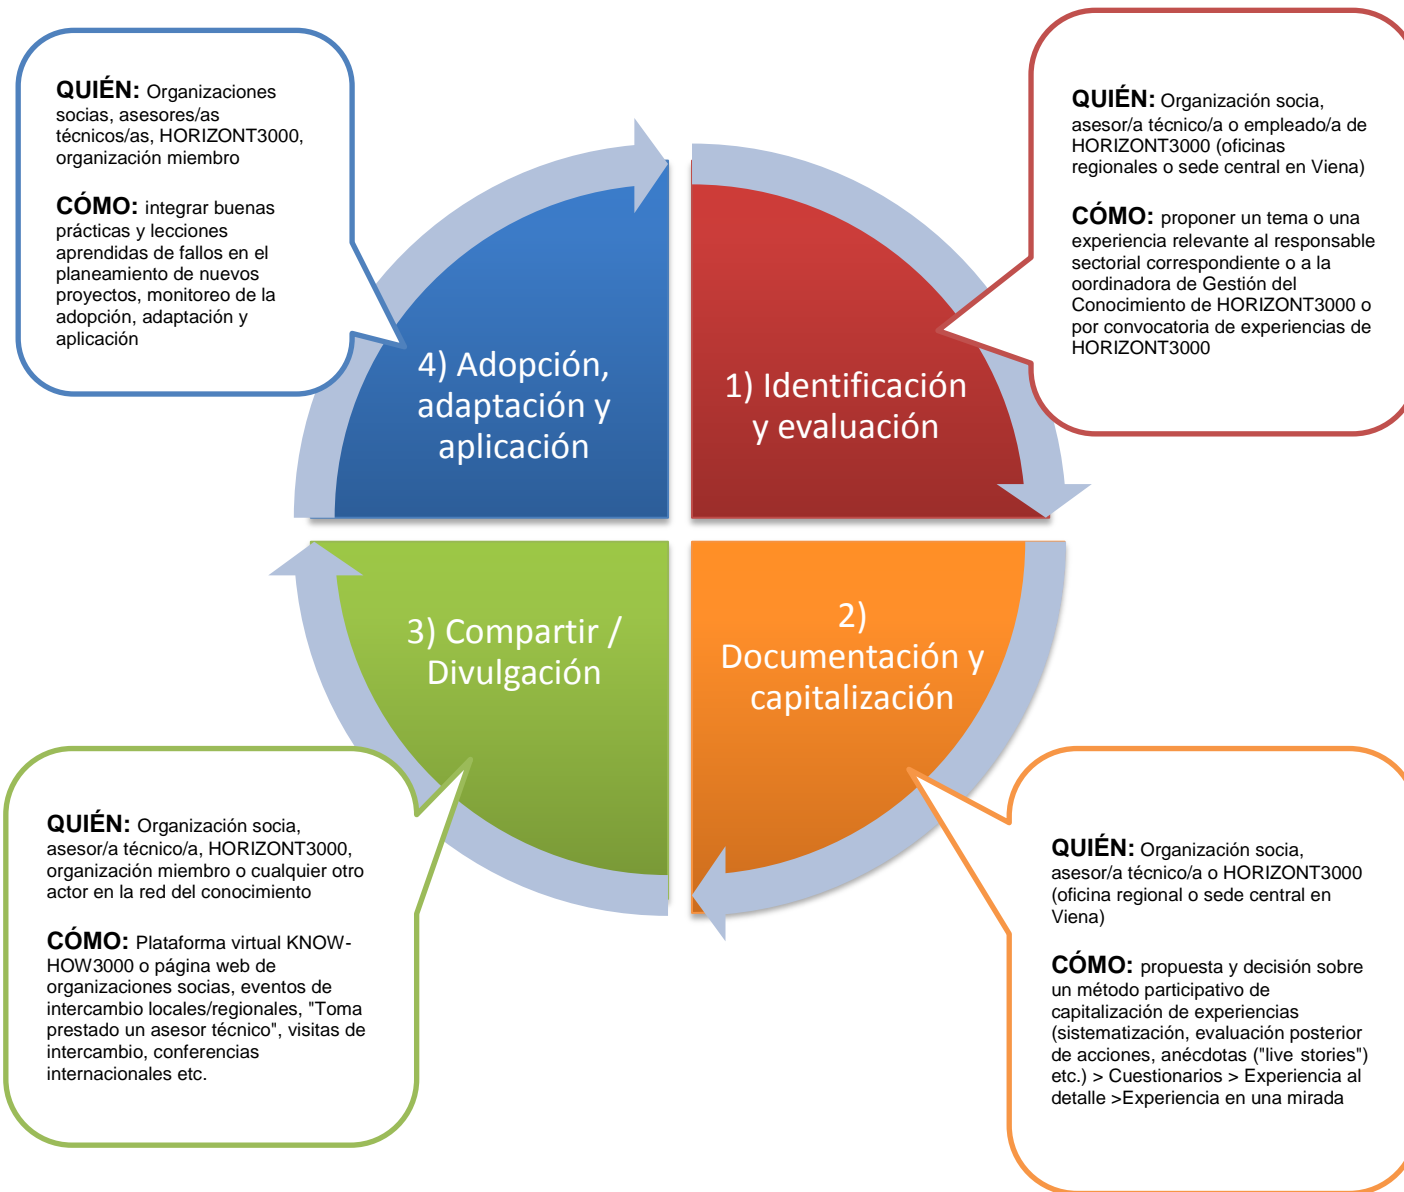 QUIÉN: Organizaciones
socias, asesores/as
técnicos/as, HORIZONT3000,
organización miembro
CÓMO: integrar buenas
prácticas y lecciones
aprendidas de fallos en el
planeamiento de nuevos
proyectos, monitoreo de la
adopción, adaptación y
aplicación
QUIÉN: Organización socia,
asesor/a técnico/a o empleado/a de
HORIZONT3000 (oficinas
regionales o sede central en Viena)
CÓMO: proponer un tema o una
experiencia relevante al responsable
sectorial correspondiente o a la
oordinadora de Gestión del
Conocimiento de HORIZONT3000 o
por convocatoria de experiencias de
HORIZONT3000
4) Adopción,
adaptación y
aplicación
1) Identificación
y evaluación
3) Compartir /
Divulgación
2)
Documentación y
capitalización
QUIÉN: Organización socia,
asesor/a técnico/a, HORIZONT3000,
organización miembro o cualquier otro
actor en la red del conocimiento
CÓMO: Plataforma virtual KNOW-
HOW3000 o página web de
organizaciones socias, eventos de
intercambio locales/regionales, "Toma
prestado un asesor técnico", visitas de
intercambio, conferencias
internacionales etc.
QUIÉN: Organización socia,
asesor/a técnico/a o HORIZONT3000
(oficina regional o sede central en
Viena)
CÓMO: propuesta y decisión sobre
un método participativo de
capitalización de experiencias
(sistematización, evaluación posterior
de acciones, anécdotas ("live stories")
etc.) > Cuestionarios > Experiencia al
detalle >Experiencia en una mirada